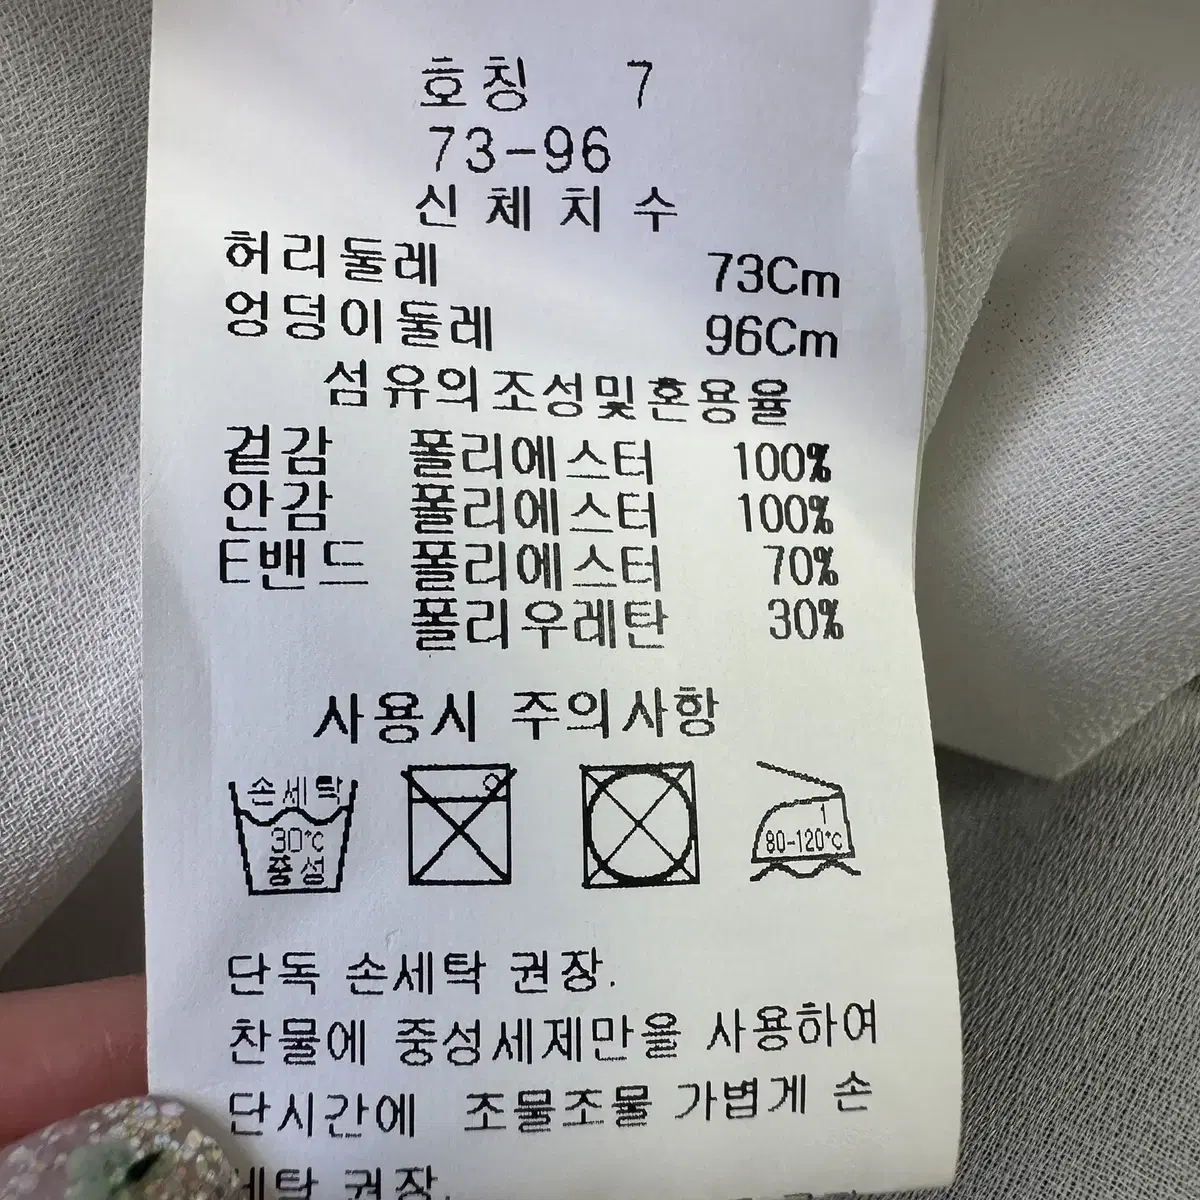 호칭 7
73-96
신체치수
허리둘레 73Cm
엉덩이둘레 96Cm
섬유의조성및혼용율
겉감 폴리에스터 100%
안감 폴리에스터 100%
E밴드 폴리에스터 70%
폴리우레탄 30%
사용시 주의사항
손세탁
30℃
중성
1
80-120℃
단독 손세탁 권장.
찬물에 중성세제만을 사용하여
단시간에 조물조물 가볍게 손
세탁 권장.